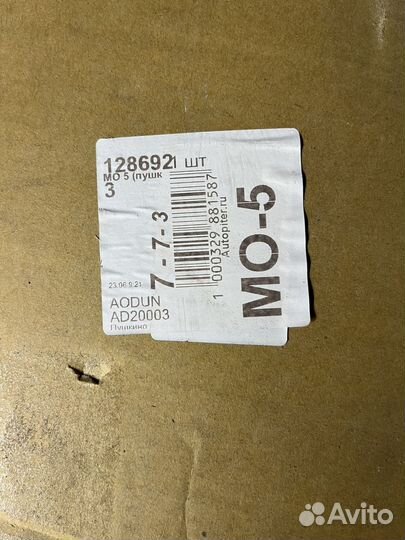 128692 1 ШТ
МО 5 (пушк
3
7 - 7 - 3
1 000329 881587
Autopiter.ru
МО-5
23.06 9:21
AODUN
AD20003
Пушкино
Avito